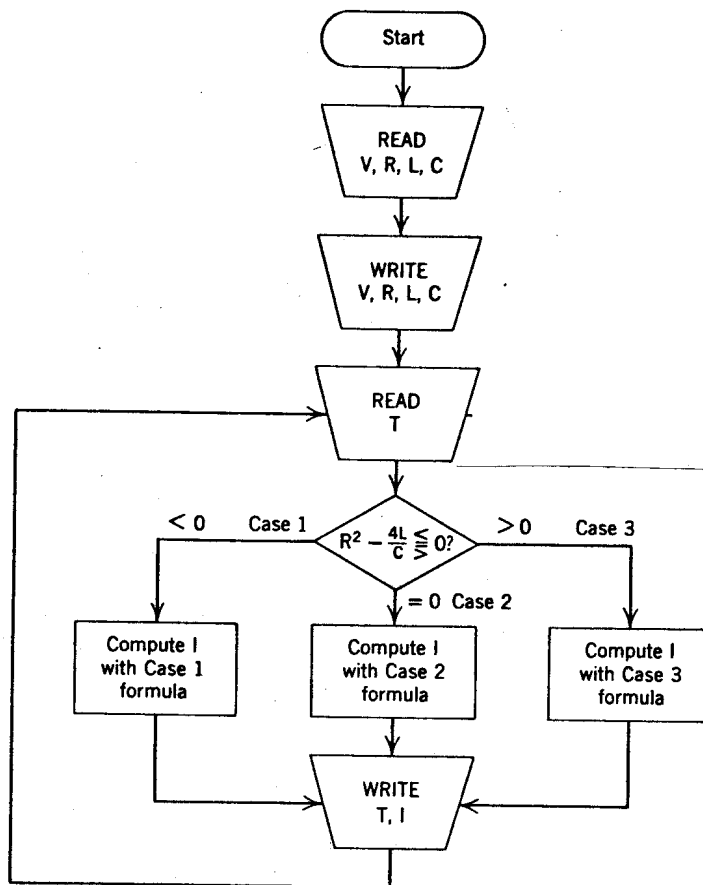 Start
READ
V, R, L, C
WRITE
V, R, L, C
READ
T
< 0 Case 1
R² − 4L/C ⪋ 0?
> 0 Case 3
= 0 Case 2
Compute I
with Case 1
formula
Compute I
with Case 2
formula
Compute I
with Case 3
formula
WRITE
T, I